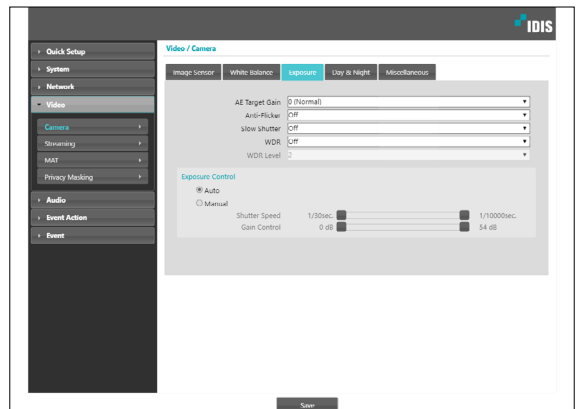 IDIS
Quick Setup
System
Network
Video
Camera
Streaming
MAT
Privacy Masking
Audio
Event Action
Event
Video / Camera
Image Sensor White Balance Exposure Day & Night Miscellaneous
AE Target Gain 0 (Normal)
Anti-Flicker Off
Slow Shutter Off
WDR Off
WDR Level 2
Exposure Control
Auto
Manual
Shutter Speed 1/30sec. 1/10000sec.
Gain Control 0 dB 54 dB
Save